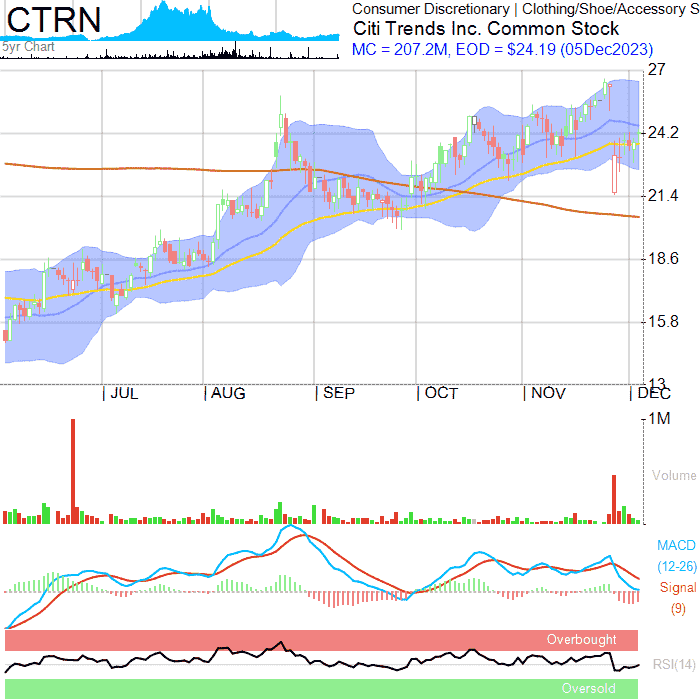 CTRN
Consumer Discretionary | Clothing/Shoe/Accessory S
Citi Trends Inc. Common Stock
MC = 207.2M, EOD = $24.19 (05Dec2023)
5yr Chart
27
24.2
21.4
18.6
15.8
13
JUL AUG SEP OCT NOV DEC
1M
Volume
MACD
(12-26)
Signal
(9)
Overbought
RSI(14)
Oversold